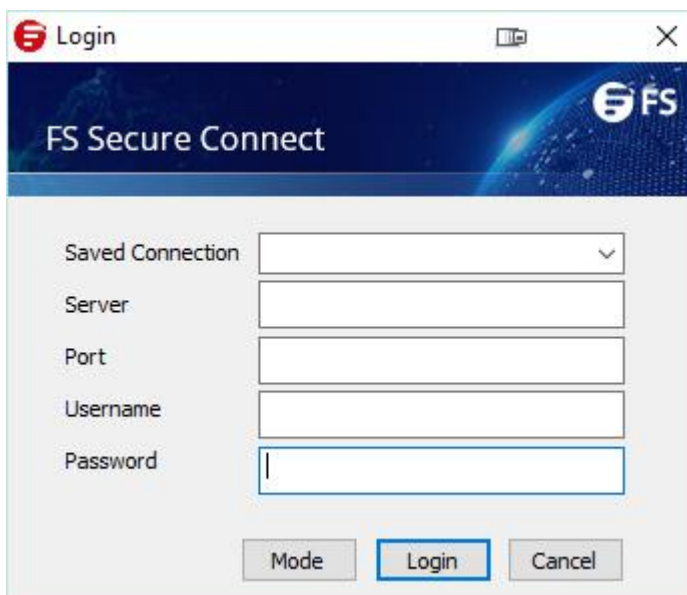 Login
FS
FS Secure Connect
Saved Connection
Server
Port
Username
Password
Mode Login Cancel